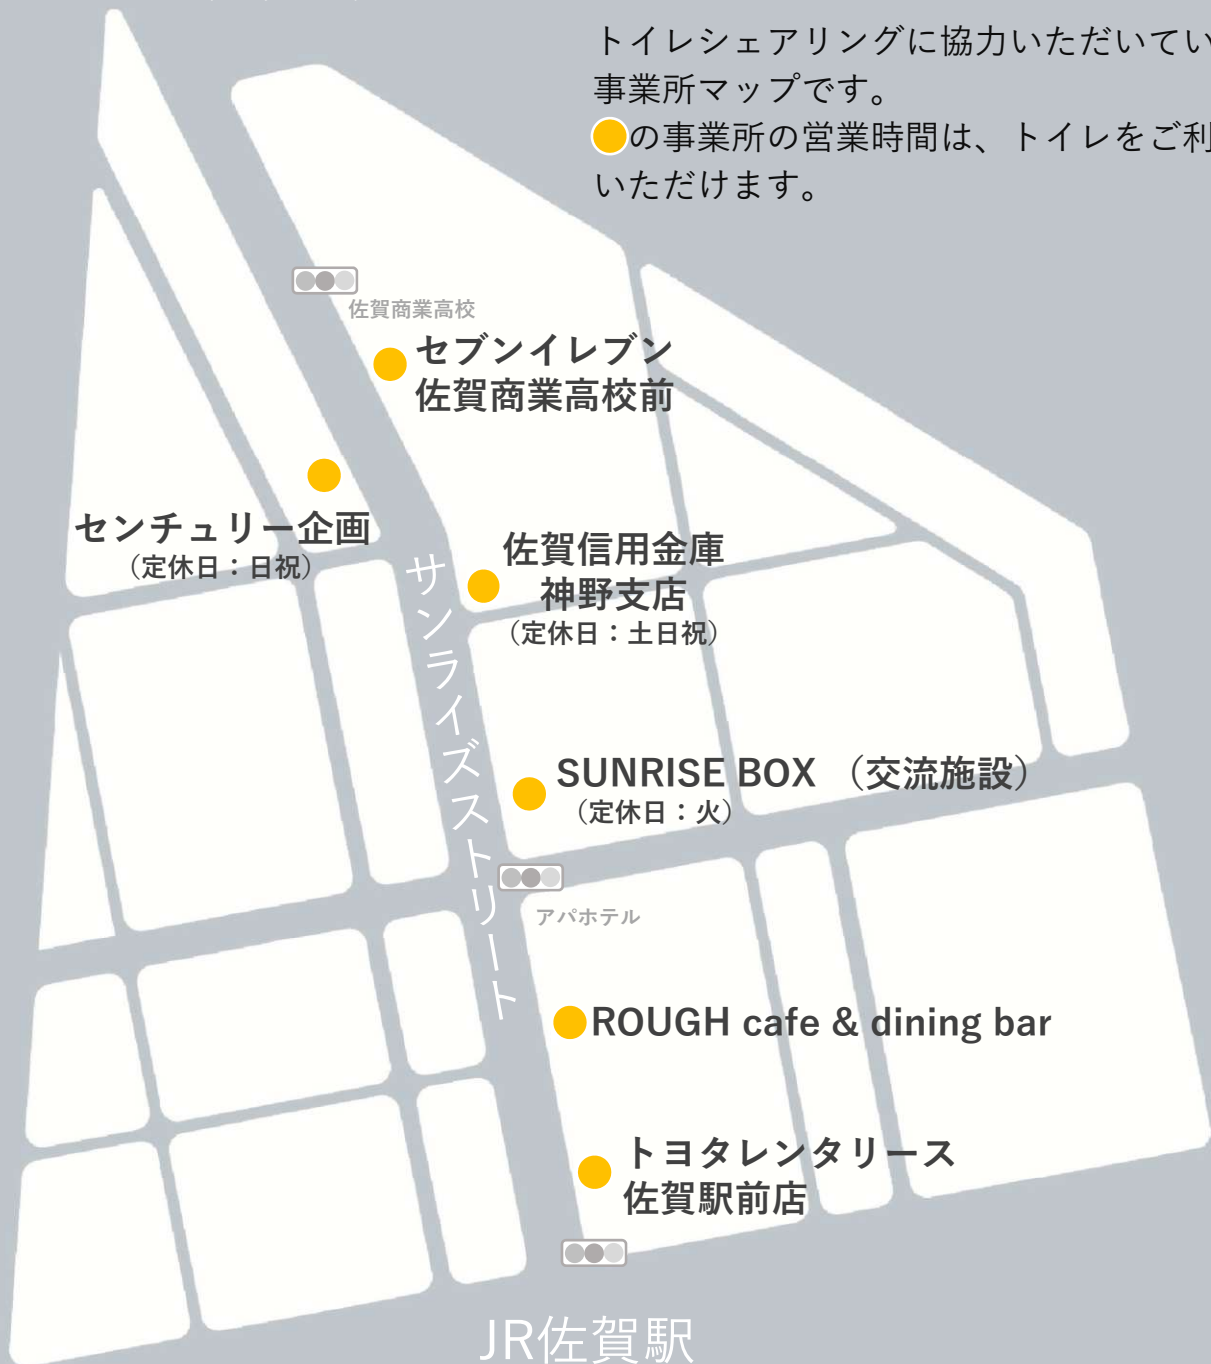 トイレシェアリングに協力いただいてい
事業所マップです。
の事業所の営業時間は、トイレをご利
いただけます。
佐賀商業高校
セブンイレブン
佐賀商業高校前
センチュリー企画
（定休日：日祝）
佐賀信用金庫
神野支店
（定休日：土日祝）
サンライズストリート
SUNRISE BOX （交流施設）
（定休日：火）
アパホテル
ROUGH cafe & dining bar
トヨタレンタリース
佐賀駅前店
JR佐賀駅